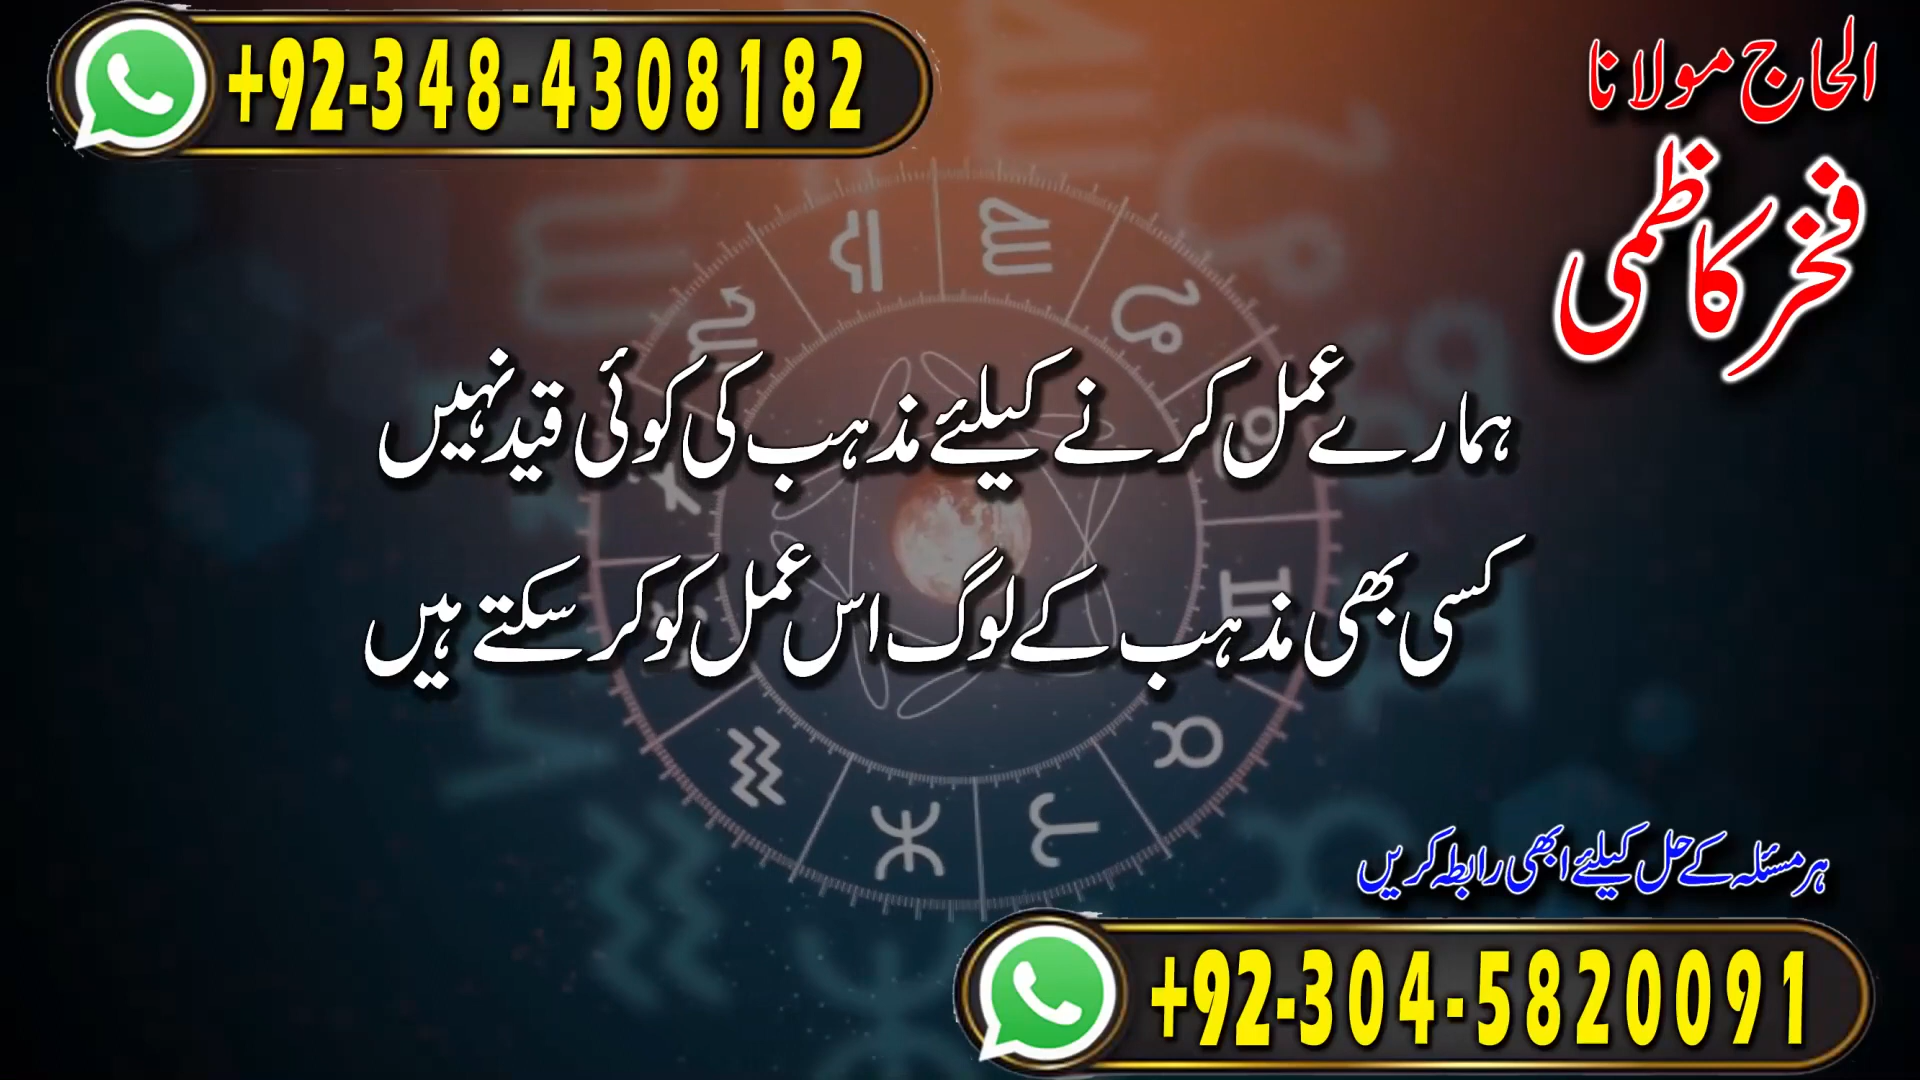 +92-348-4308182
الحاج مولانا
فخر کاظمی
ہمارے عمل کرنے کیلئے مذہب کی کوئی قید نہیں
کسی بھی مذہب کے لوگ اس عمل کو کر سکتے ہیں
ہر مسئلہ کے حل کیلئے ابھی رابطہ کریں
+92-304-5820091